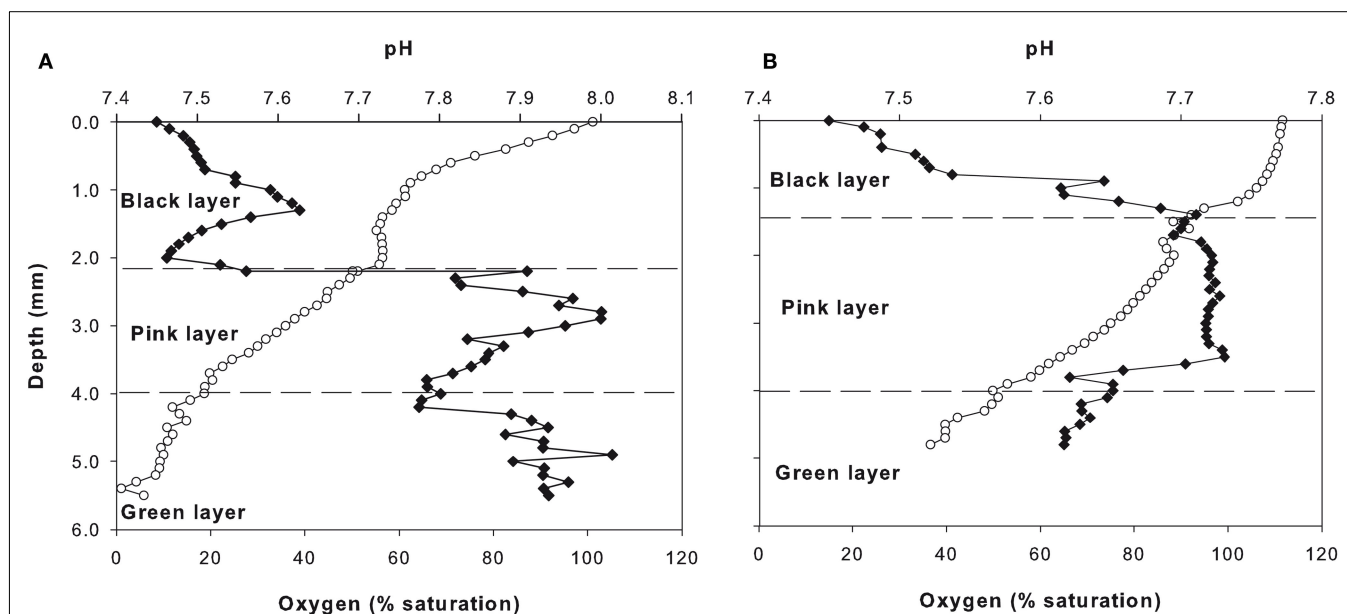 A
pH
7.4 7.5 7.6 7.7 7.8 7.9 8.0 8.1
Depth (mm)
0.0
1.0
2.0
3.0
4.0
5.0
6.0
Black layer
Pink layer
Green layer
0 20 40 60 80 100 120
Oxygen (% saturation)
B
pH
7.4 7.5 7.6 7.7 7.8
Black layer
Pink layer
Green layer
0 20 40 60 80 100 120
Oxygen (% saturation)